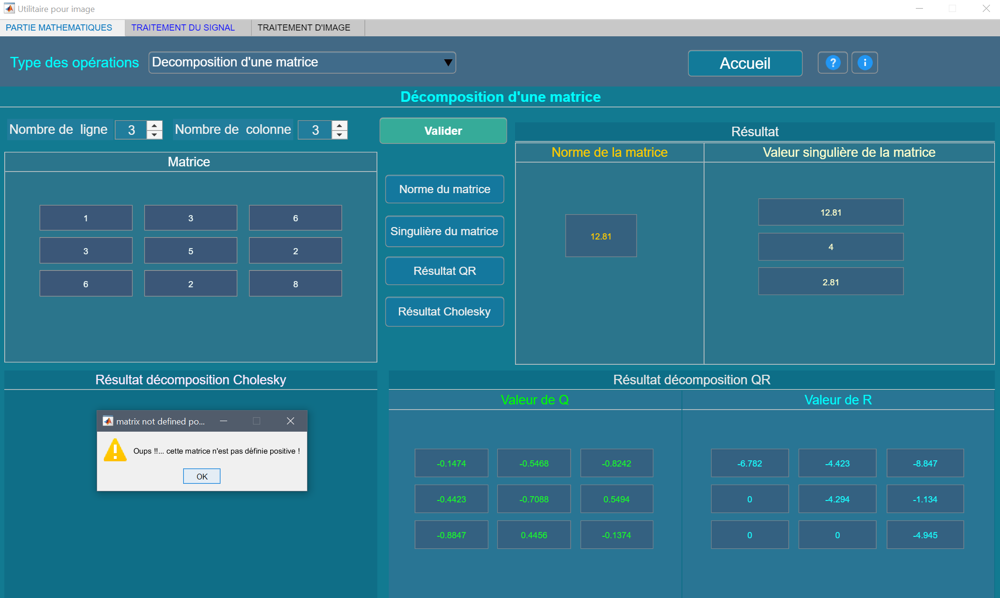 Utilitaire pour image
PARTIE MATHEMATIQUES TRAITEMENT DU SIGNAL TRAITEMENT D'IMAGE
Type des opérations Decomposition d'une matrice Accueil ? i
Décomposition d'une matrice
Nombre de ligne 3 Nombre de colonne 3 Valider
Matrice
1 3 6
3 5 2
6 2 8
Norme du matrice
Singulière du matrice
Résultat QR
Résultat Cholesky
Résultat
Norme de la matrice Valeur singulière de la matrice
12.81
12.81
4
2.81
Résultat décomposition Cholesky
matrix not defined po...
Oups !!... cette matrice n'est pas définie positive !
OK
Résultat décomposition QR
Valeur de Q Valeur de R
-0.1474 -0.5468 -0.8242 -6.782 -4.423 -8.847
-0.4423 -0.7088 0.5494 0 -4.294 -1.134
-0.8847 0.4456 -0.1374 0 0 -4.945